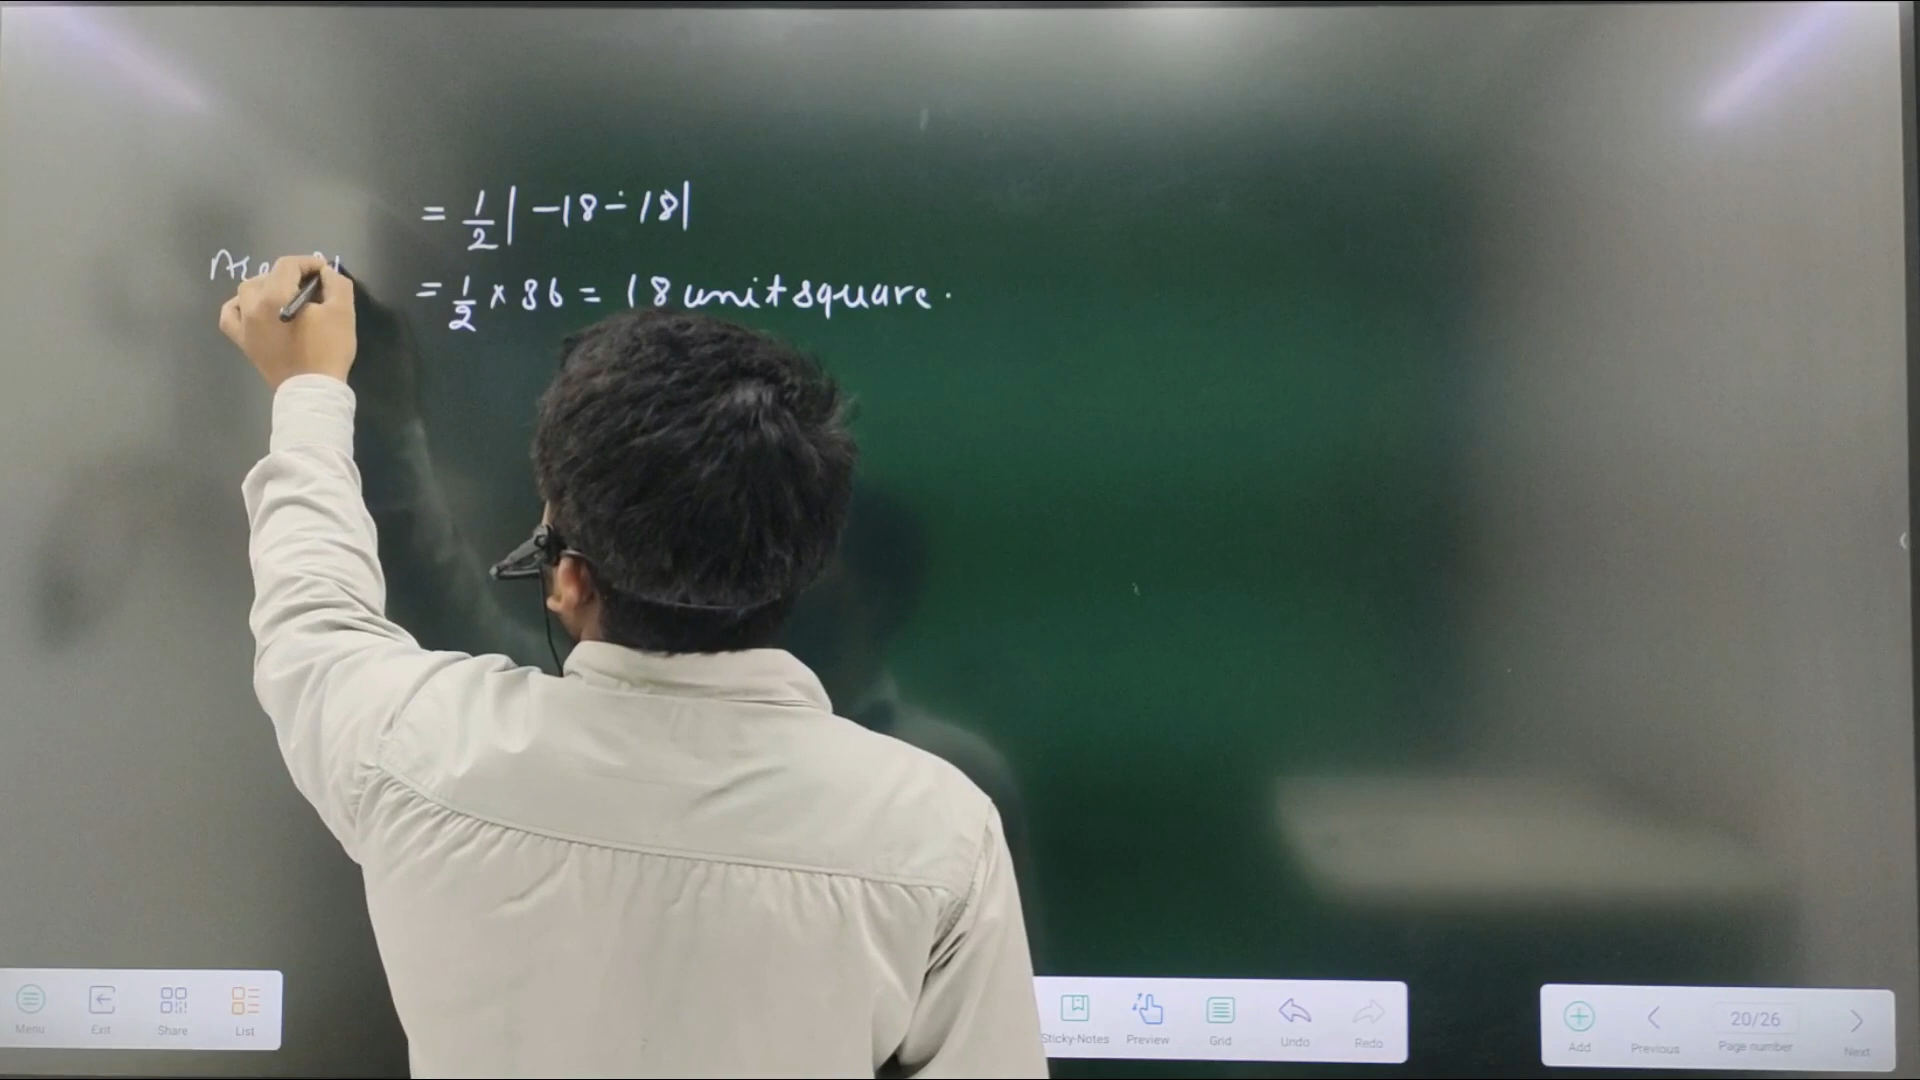 = 1/2 | -18 - 18|
Are
= 1/2 × 36 = 18 unit square.
Menu
Exit
Share
List
Sticky-Notes
Preview
Grid
Undo
Redo
Add
Previous
20/26
Page number
Next